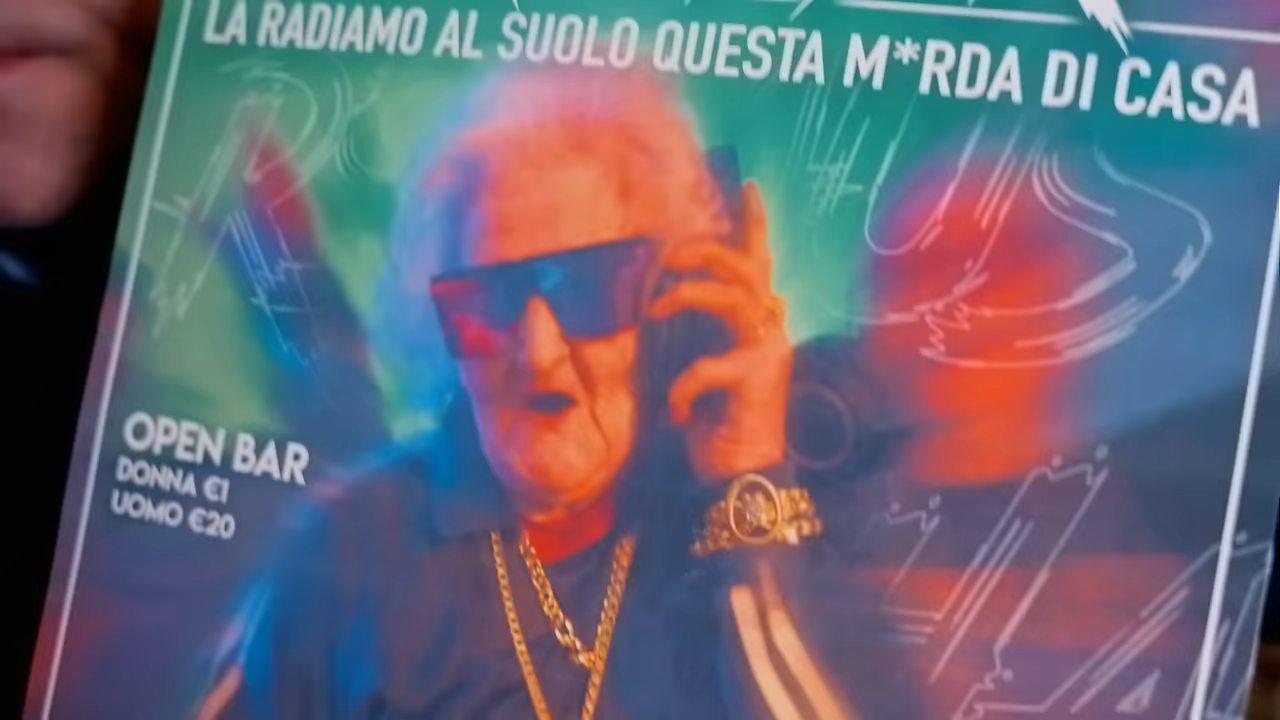 LA RADIAMO AL SUOLO QUESTA M*RDA DI CASA
OPEN BAR
DONNA €1
UOMO €20